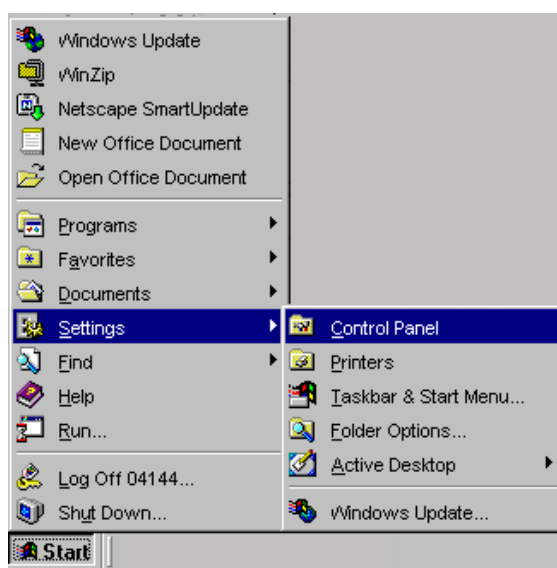 Windows Update
WinZip
Netscape SmartUpdate
New Office Document
Open Office Document
Programs
Favorites
Documents
Settings
Find
Help
Run...
Log Off 04144...
Shut Down...
Control Panel
Printers
Taskbar & Start Menu...
Folder Options...
Active Desktop
Windows Update...
Start